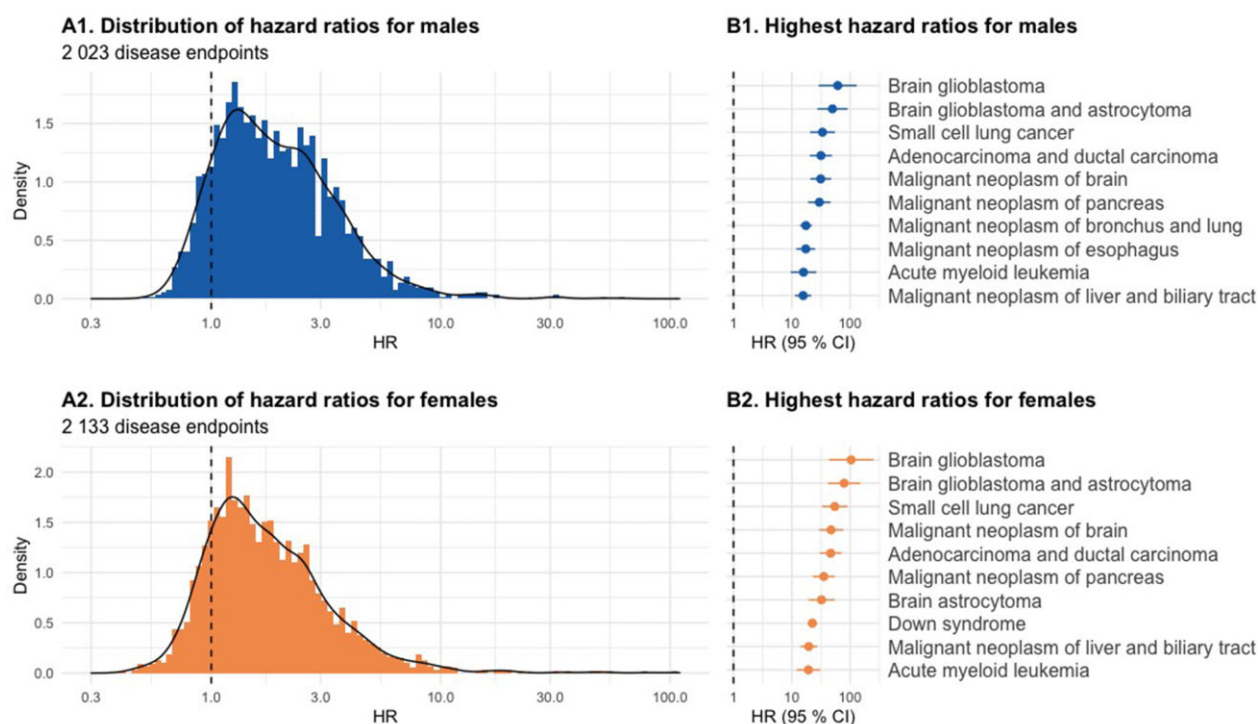 A1. Distribution of hazard ratios for males
2 023 disease endpoints
Density
1.5
1.0
0.5
0.0
0.3
1.0
3.0
10.0
30.0
100.0
HR
B1. Highest hazard ratios for males
Brain glioblastoma
Brain glioblastoma and astrocytoma
Small cell lung cancer
Adenocarcinoma and ductal carcinoma
Malignant neoplasm of brain
Malignant neoplasm of pancreas
Malignant neoplasm of bronchus and lung
Malignant neoplasm of esophagus
Acute myeloid leukemia
Malignant neoplasm of liver and biliary tract
1
10
100
HR (95 % CI)
A2. Distribution of hazard ratios for females
2 133 disease endpoints
Density
2.0
1.5
1.0
0.5
0.0
0.3
1.0
3.0
10.0
30.0
100.0
HR
B2. Highest hazard ratios for females
Brain glioblastoma
Brain glioblastoma and astrocytoma
Small cell lung cancer
Malignant neoplasm of brain
Adenocarcinoma and ductal carcinoma
Malignant neoplasm of pancreas
Brain astrocytoma
Down syndrome
Malignant neoplasm of liver and biliary tract
Acute myeloid leukemia
1
10
100
HR (95 % CI)